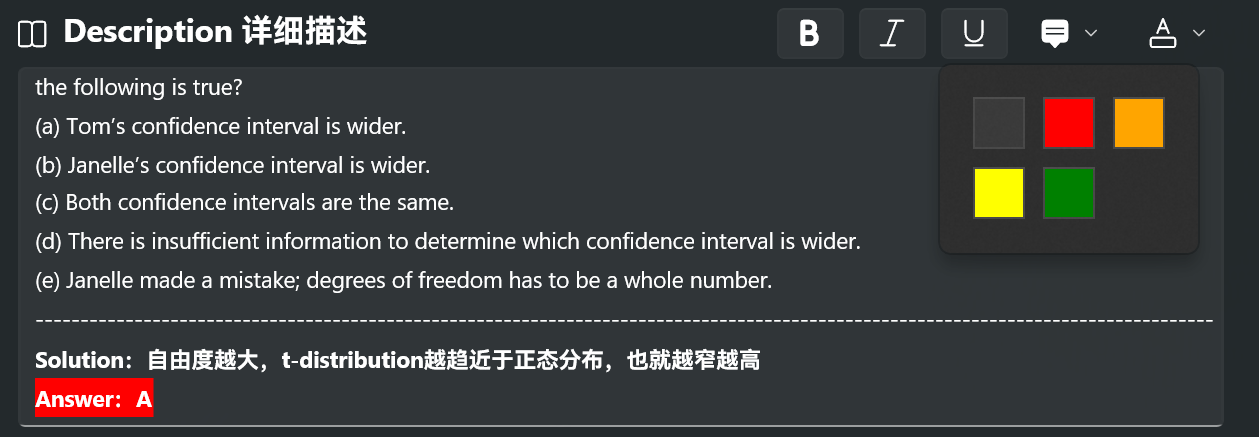 Description 详细描述
B I U A
the following is true?
(a) Tom’s confidence interval is wider.
(b) Janelle’s confidence interval is wider.
(c) Both confidence intervals are the same.
(d) There is insufficient information to determine which confidence interval is wider.
(e) Janelle made a mistake; degrees of freedom has to be a whole number.
--------------------------------------------------------------------------------------------------------------------------------------
Solution：自由度越大，t-distribution越趋近于正态分布，也就越窄越高
Answer：A